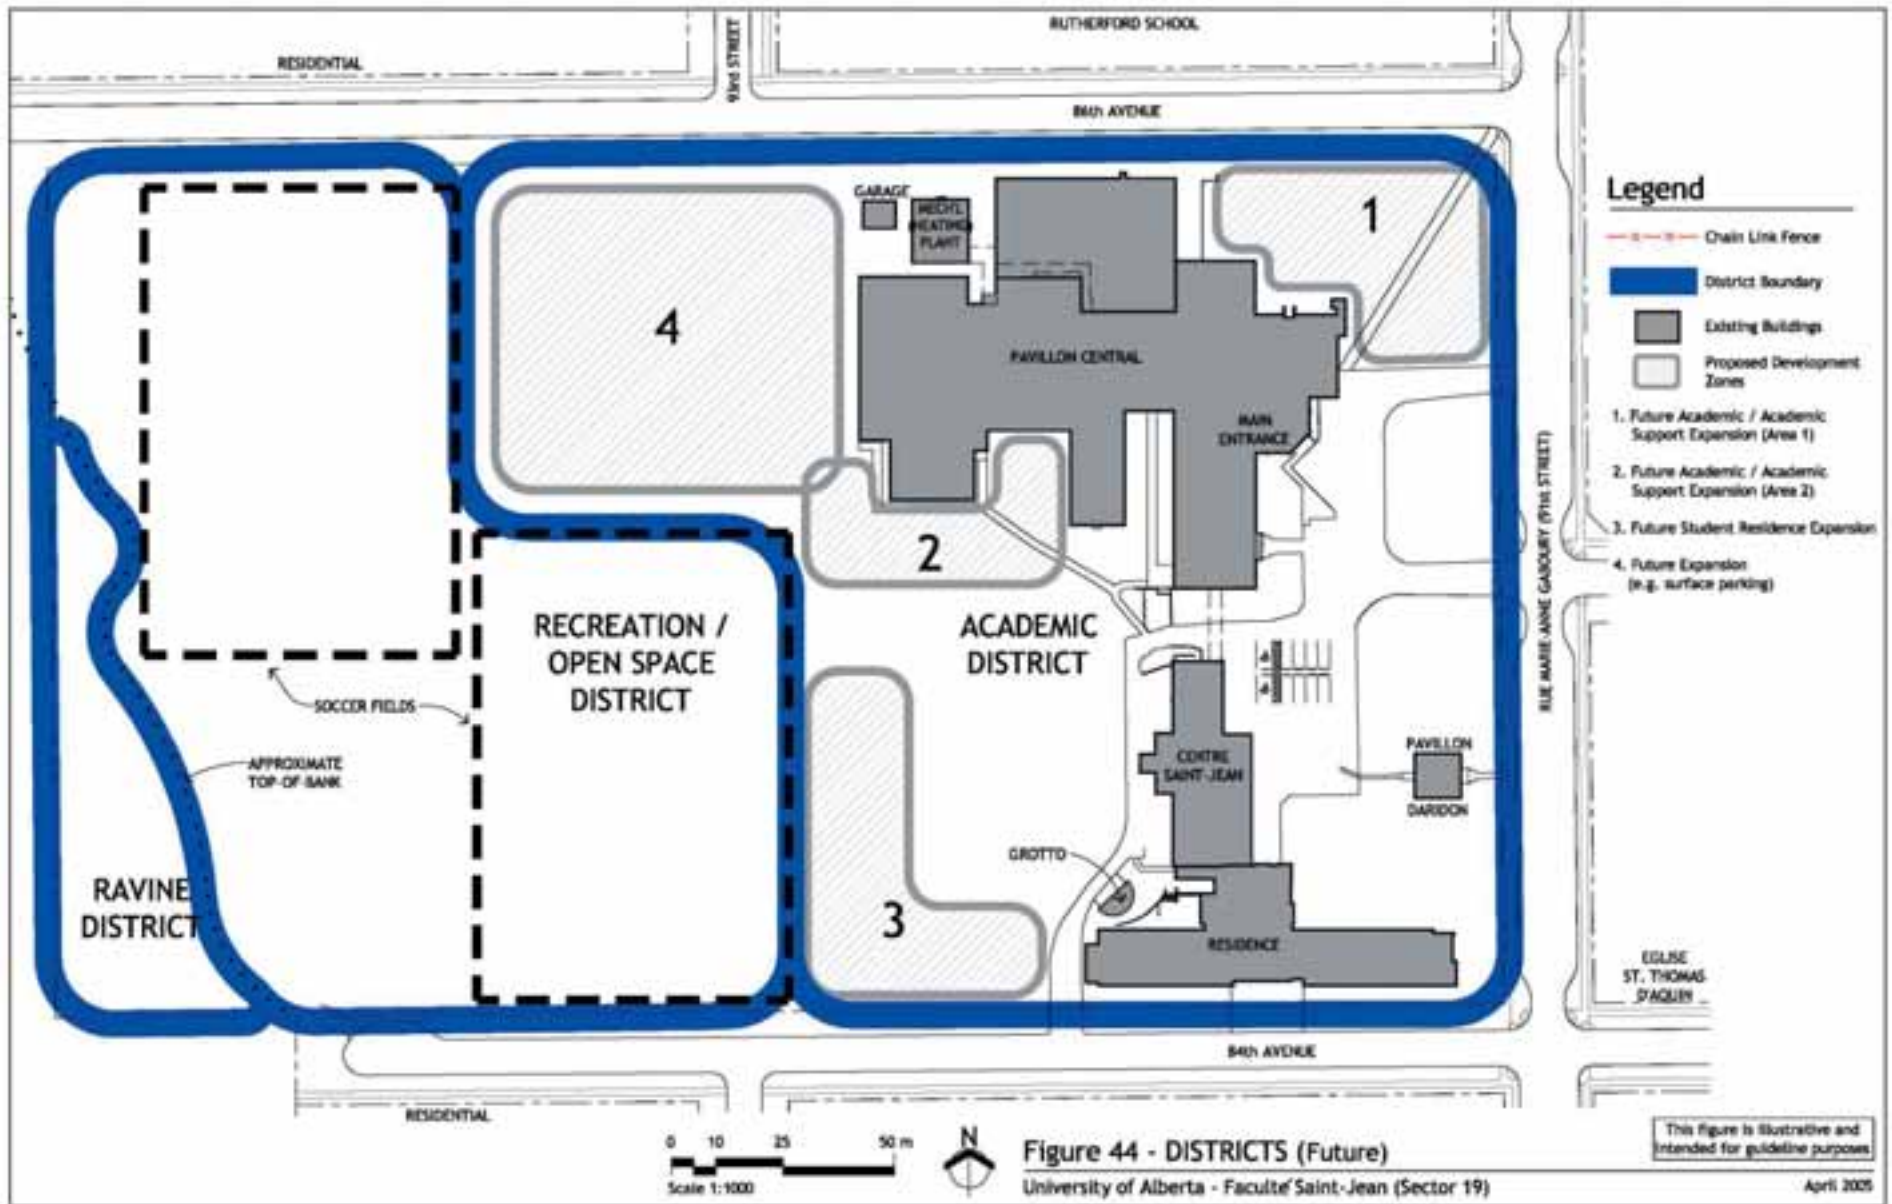 RESIDENTIAL
93rd STREET
RUTHERFORD SCHOOL
86th AVENUE
GARAGE
MECH'L
HEATING
PLANT
1
4
PAVILLON CENTRAL
MAIN
ENTRANCE
2
RECREATION /
OPEN SPACE
DISTRICT
ACADEMIC
DISTRICT
SOCCER FIELDS
APPROXIMATE
TOP-OF-BANK
CENTRE
SAINT-JEAN
PAVILLON
DARIDON
GROTTO
RAVINE
DISTRICT
3
RESIDENCE
RUE MARIE-ANNE GABOURY (91st STREET)
EGLISE
ST. THOMAS
D'AQUIN
84th AVENUE
RESIDENTIAL
Legend
Chain Link Fence
District Boundary
Existing Buildings
Proposed Development
Zones
1. Future Academic / Academic
Support Expansion (Area 1)
2. Future Academic / Academic
Support Expansion (Area 2)
3. Future Student Residence Expansion
4. Future Expansion
(e.g. surface parking)
0 10 25 50 m
Scale 1:1000
N
Figure 44 - DISTRICTS (Future)
University of Alberta - Faculte´ Saint-Jean (Sector 19)
This figure is illustrative and
intended for guideline purposes
April 2005